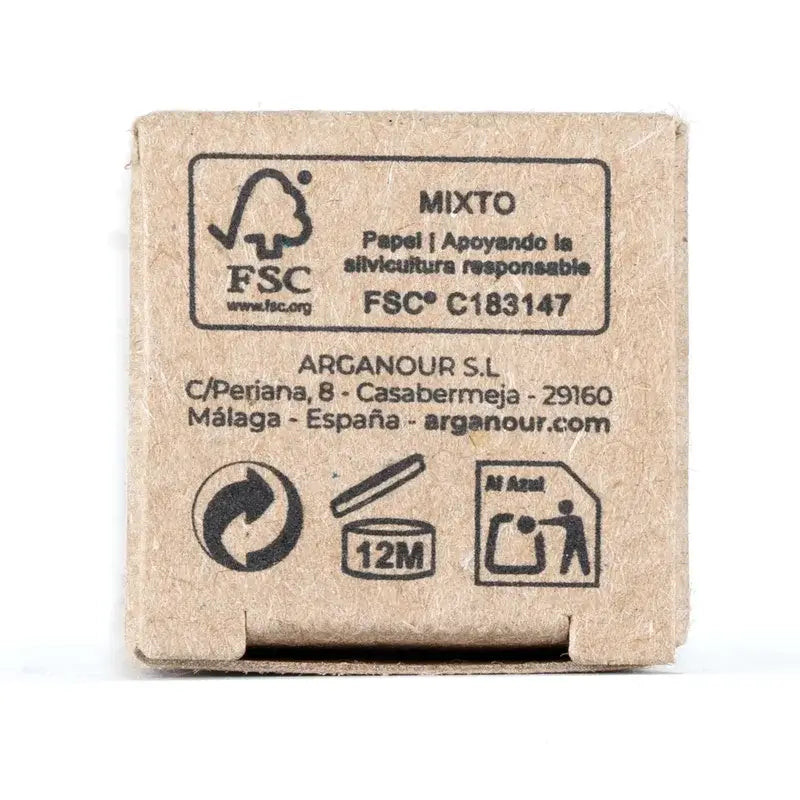 MIXTO
Papel | Apoyando la
silvicultura responsable
FSC® C183147
FSC
www.fsc.org
ARGANOUR S.L
C/Periana, 8 - Casabermeja - 29160
Málaga - España - arganour.com
12M
Al Azul